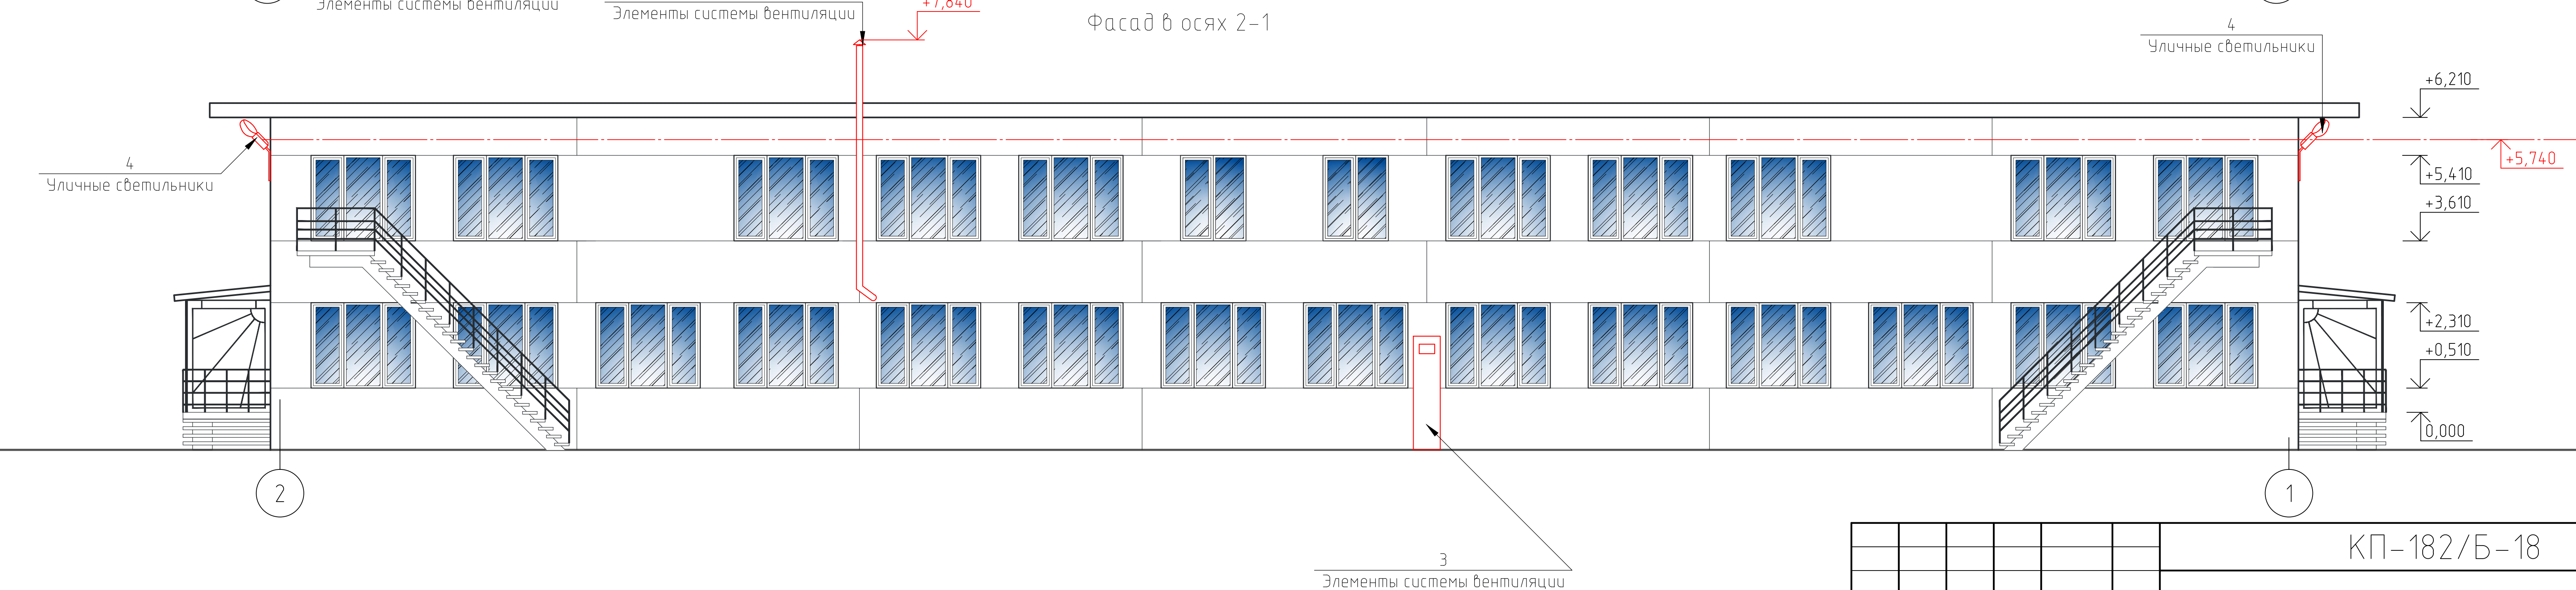 Элементы системы вентиляции
Элементы системы вентиляции
+7,840
Фасад в осях 2-1
4
Уличные светильники
+6,210
4
Уличные светильники
+5,740
+5,410
+3,610
+2,310
+0,510
0,000
2
1
3
Элементы системы вентиляции
КП-182/Б-18